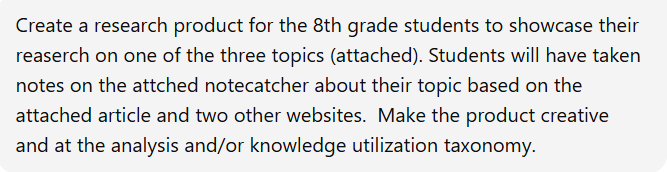 Create a research product for the 8th grade students to showcase their
reaserch on one of the three topics (attached). Students will have taken
notes on the attched notecatcher about their topic based on the
attached article and two other websites.  Make the product creative
and at the analysis and/or knowledge utilization taxonomy.